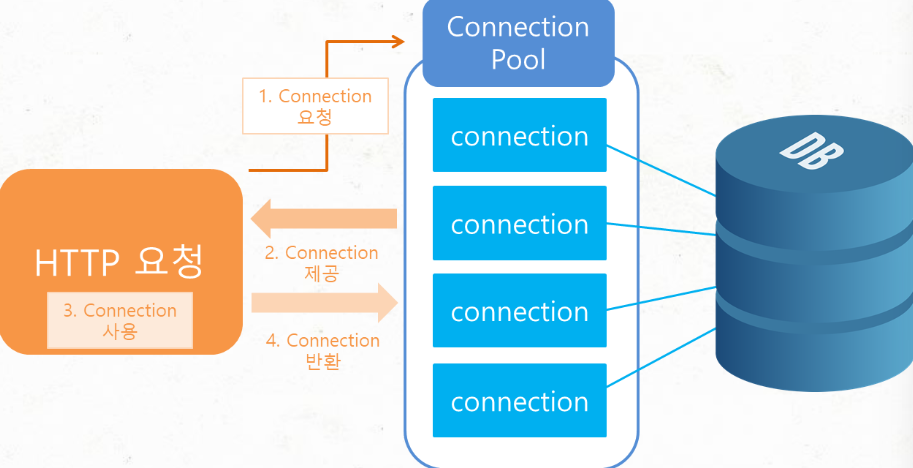 Connection
Pool
1. Connection
요청
connection
DB
connection
HTTP 요청
2. Connection
제공
3. Connection
사용
connection
4. Connection
반환
connection